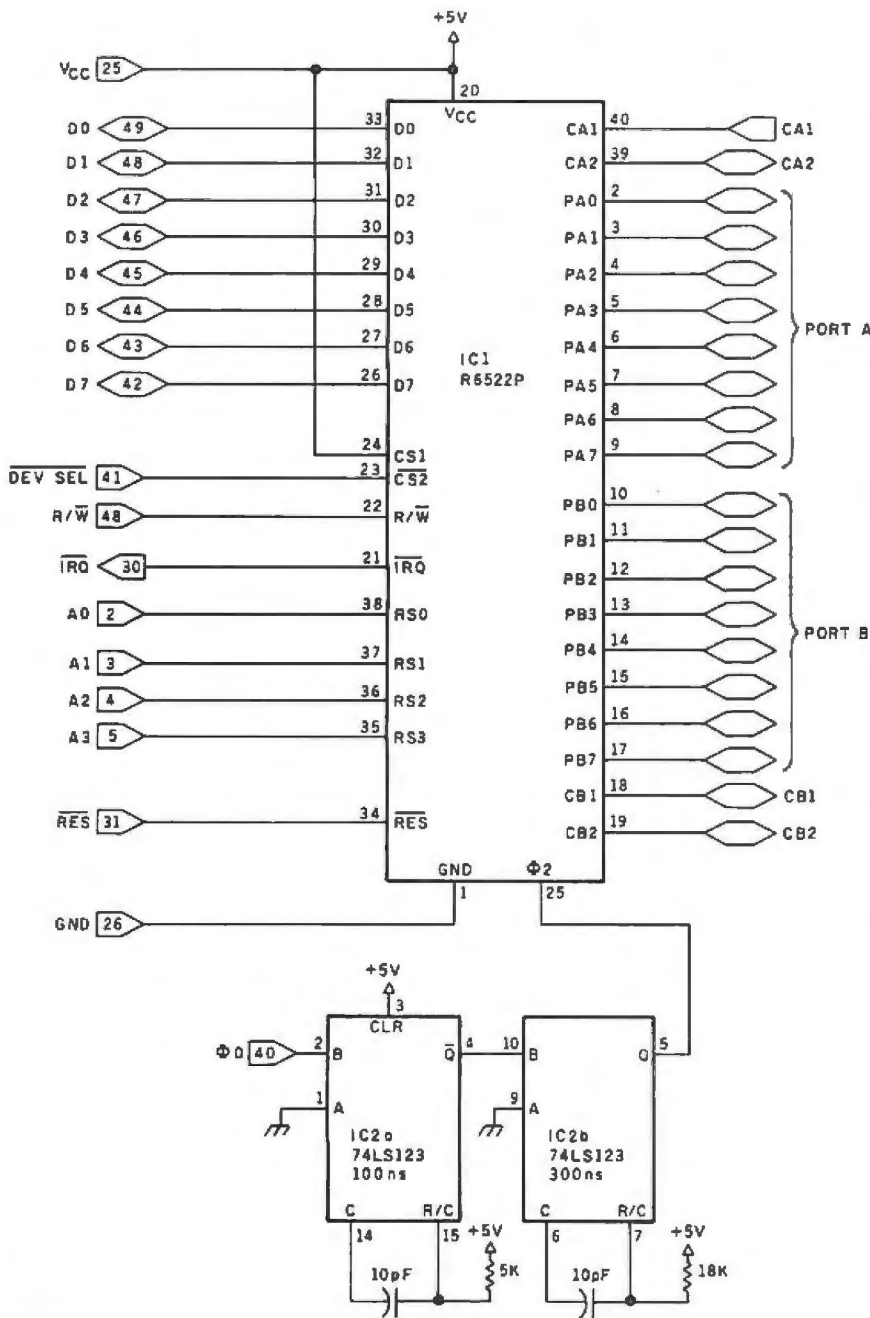 +5V
VCC 25
20
VCC
D0 49 33 D0
D1 48 32 D1
D2 47 31 D2
D3 46 30 D3
D4 45 29 D4
D5 44 28 D5
D6 43 27 D6
D7 42 26 D7
24 CS1
DEV SEL 41 23 CS2
R/W 48 22 R/W
IRQ 30 21 IRQ
A0 2 38 RS0
A1 3 37 RS1
A2 4 36 RS2
A3 5 35 RS3
RES 31 34 RES
IC1
R6522P
CA1 40 CA1
CA2 39 CA2
PA0 2
PA1 3
PA2 4
PA3 5
PA4 6
PA5 7
PA6 8
PA7 9
PORT A
PB0 10
PB1 11
PB2 12
PB3 13
PB4 14
PB5 15
PB6 16
PB7 17
PORT B
CB1 18 CB1
CB2 19 CB2
GND Φ2
1 25
GND 26
+5V
3
CLR
Φ0 40 2 B
Q 4
1 A
IC2a
74LS123
100ns
C R/C
14 15
10pF
+5V
5K
10 B
Q 5
9 A
IC2b
74LS123
300ns
C R/C
6 7
10pF
+5V
18K